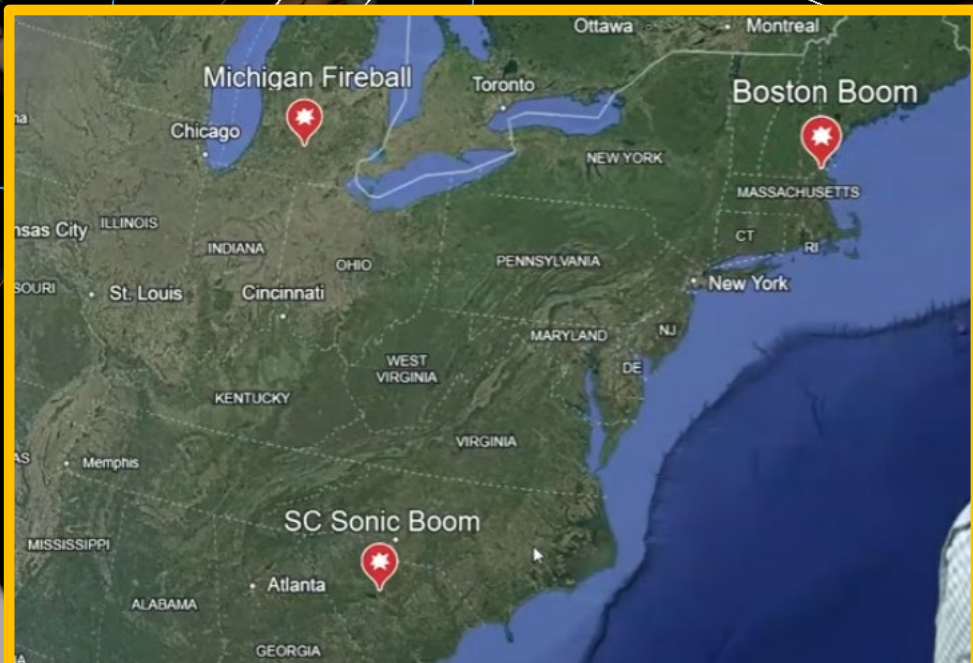 Ottawa
Montreal
Michigan Fireball
Toronto
Boston Boom
Chicago
NEW YORK
MASSACHUSETTS
nsas City
ILLINOIS
INDIANA
CT
RI
OHIO
PENNSYLVANIA
SOURI
St. Louis
Cincinnati
New York
MARYLAND
NJ
WEST
VIRGINIA
DE
KENTUCKY
VIRGINIA
AS
Memphis
SC Sonic Boom
MISSISSIPPI
Atlanta
ALABAMA
GEORGIA